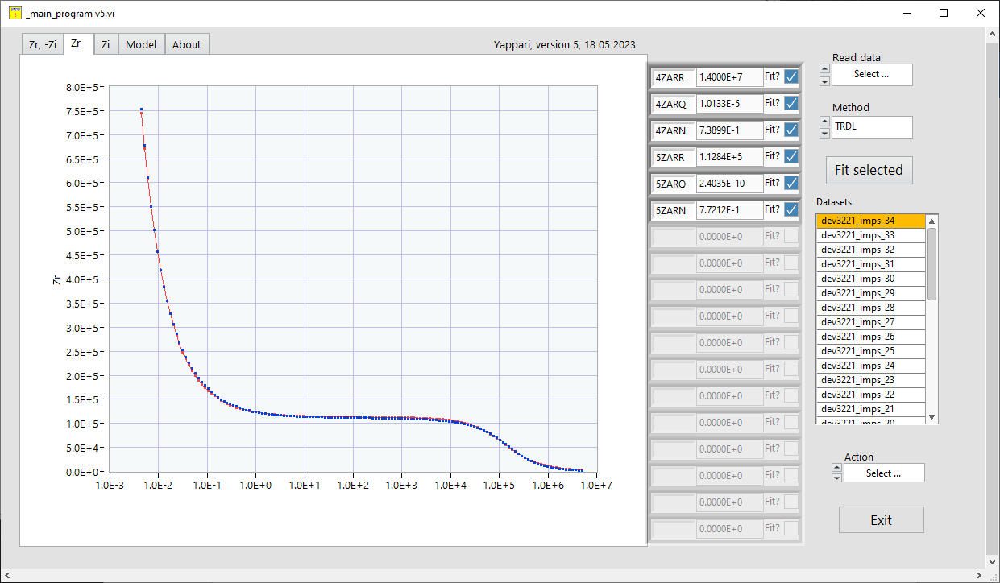 _main_program v5.vi
Zr, -Zi
Zr
Zi
Model
About
Yappari, version 5, 18 05 2023
8.0E+5
7.5E+5
7.0E+5
6.5E+5
6.0E+5
5.5E+5
5.0E+5
4.5E+5
4.0E+5
3.5E+5
3.0E+5
2.5E+5
2.0E+5
1.5E+5
1.0E+5
5.0E+4
0.0E+0
Zr
1.0E-3
1.0E-2
1.0E-1
1.0E+0
1.0E+1
1.0E+2
1.0E+3
1.0E+4
1.0E+5
1.0E+6
1.0E+7
4ZARR 1.4000E+7 Fit?
4ZARQ 1.0133E-5 Fit?
4ZARN 7.3899E-1 Fit?
5ZARR 1.1284E+5 Fit?
5ZARQ 2.4035E-10 Fit?
5ZARN 7.7212E-1 Fit?
0.0000E+0 Fit?
0.0000E+0 Fit?
0.0000E+0 Fit?
0.0000E+0 Fit?
0.0000E+0 Fit?
0.0000E+0 Fit?
0.0000E+0 Fit?
0.0000E+0 Fit?
0.0000E+0 Fit?
0.0000E+0 Fit?
0.0000E+0 Fit?
0.0000E+0 Fit?
Read data
Select ...
Method
TRDL
Fit selected
Datasets
dev3221_imps_34
dev3221_imps_33
dev3221_imps_32
dev3221_imps_31
dev3221_imps_30
dev3221_imps_29
dev3221_imps_28
dev3221_imps_27
dev3221_imps_26
dev3221_imps_25
dev3221_imps_24
dev3221_imps_23
dev3221_imps_22
dev3221_imps_21
dev3221_imps_20
Action
Select ...
Exit